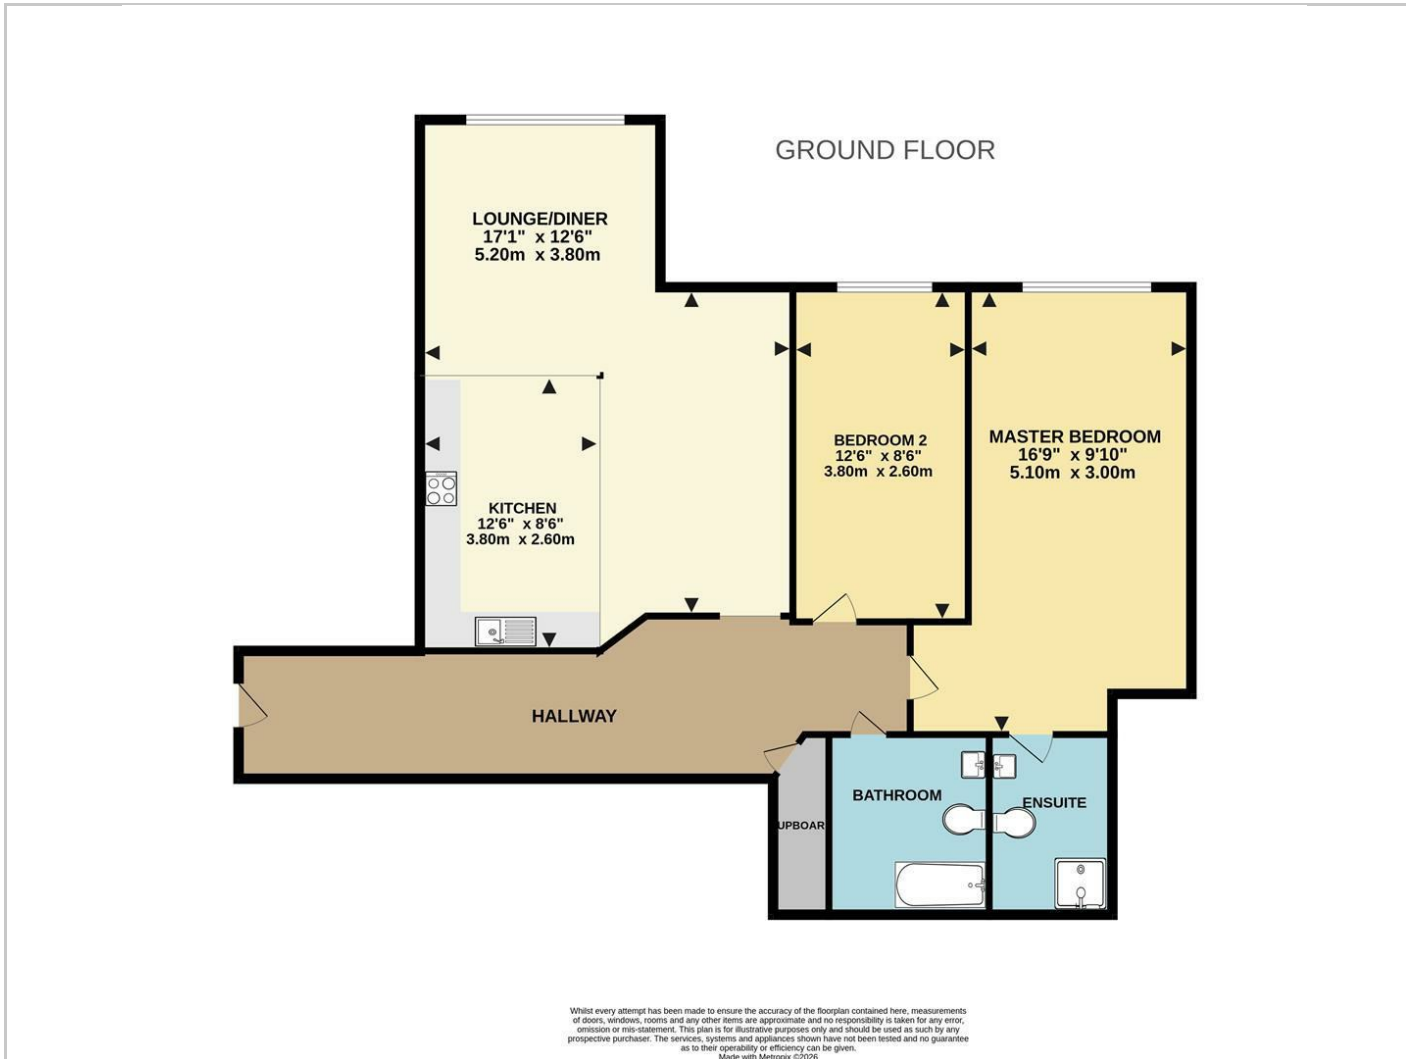 GROUND FLOOR
LOUNGE/DINER
17'1" x 12'6"
5.20m x 3.80m
BEDROOM 2
12'6" x 8'6"
3.80m x 2.60m
MASTER BEDROOM
16'9" x 9'10"
5.10m x 3.00m
KITCHEN
12'6" x 8'6"
3.80m x 2.60m
HALLWAY
BATHROOM
ENSUITE
UPBOAR
Whilst every attempt has been made to ensure the accuracy of the floorplan contained here, measurements
of doors, windows, rooms and any other items are approximate and no responsibility is taken for any error,
omission or mis-statement. This plan is for illustrative purposes only and should be used as such by any
prospective purchaser. The services, systems and appliances shown have not been tested and no guarantee
as to their operability or efficiency can be given.
Made with Metropix ©2026